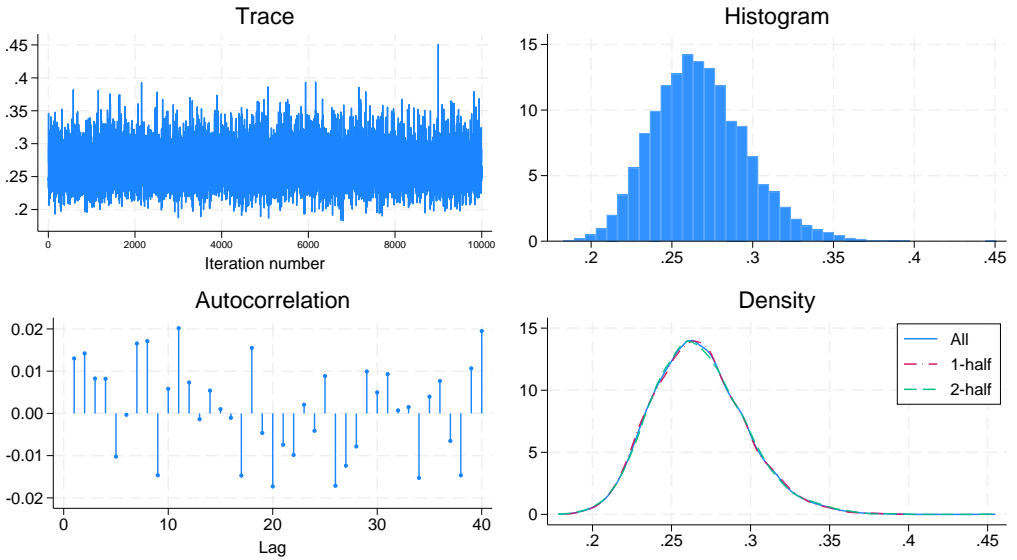 Trace
.45
.4
.35
.3
.25
.2
0 2000 4000 6000 8000 10000
Iteration number
Histogram
15
10
5
0
.2 .25 .3 .35 .4 .45
Autocorrelation
0.02
0.01
0.00
-0.01
-0.02
0 10 20 30 40
Lag
Density
15
10
5
0
.2 .25 .3 .35 .4 .45
All
1-half
2-half